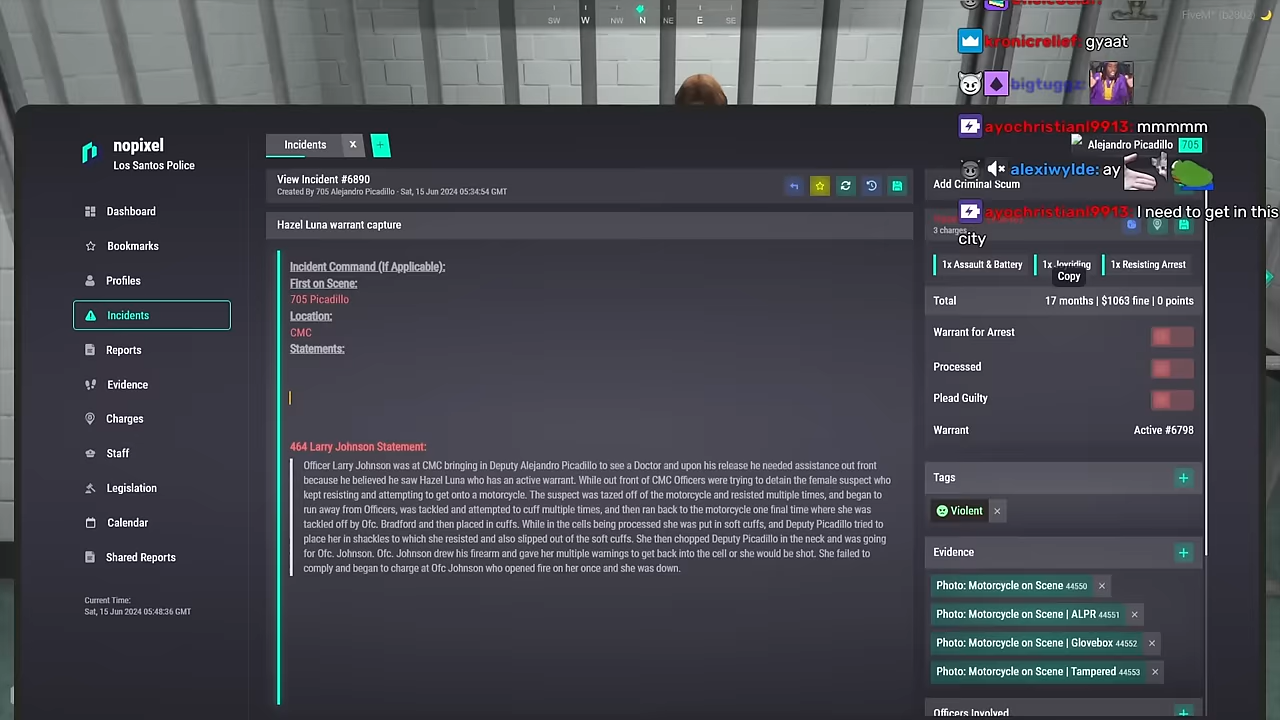 SW W NW N NE E SE
FiveM® (b2802)
kronicrelief: gyaat
bigtuggz:
ayochristianl9913: mmmmm
alexiwylde: ay
ayochristianl9913: I need to get in this
city
nopixel
Los Santos Police
Dashboard
Bookmarks
Profiles
Incidents
Reports
Evidence
Charges
Staff
Legislation
Calendar
Shared Reports
Current Time:
Sat, 15 Jun 2024 05:48:36 GMT
Incidents
View Incident #6890
Created By 705 Alejandro Picadillo · Sat, 15 Jun 2024 05:34:54 GMT
Hazel Luna warrant capture
Incident Command (If Applicable):
First on Scene:
705 Picadillo
Location:
CMC
Statements:
464 Larry Johnson Statement:
Officer Larry Johnson was at CMC bringing in Deputy Alejandro Picadillo to see a Doctor and upon his release he needed assistance out front
because he believed he saw Hazel Luna who has an active warrant. While out front of CMC Officers were trying to detain the female suspect who
kept resisting and attempting to get onto a motorcycle. The suspect was tazed off of the motorcycle and resisted multiple times, and began to
run away from Officers, was tackled and attempted to cuff multiple times, and then ran back to the motorcycle one final time where she was
tackled off by Ofc. Bradford and then placed in cuffs. While in the cells being processed she was put in soft cuffs, and Deputy Picadillo tried to
place her in shackles to which she resisted and also slipped out of the soft cuffs. She then chopped Deputy Picadillo in the neck and was going
for Ofc. Johnson. Ofc. Johnson drew his firearm and gave her multiple warnings to get back into the cell or she would be shot. She failed to
comply and began to charge at Ofc Johnson who opened fire on her once and she was down.
Alejandro Picadillo 705
Add Criminal Scum
3 charges
1x Assault & Battery
1x Joyriding
1x Resisting Arrest
Copy
Total 17 months | $1063 fine | 0 points
Warrant for Arrest
Processed
Plead Guilty
Warrant Active #6798
Tags
Violent
Evidence
Photo: Motorcycle on Scene 44550
Photo: Motorcycle on Scene | ALPR 44551
Photo: Motorcycle on Scene | Glovebox 44552
Photo: Motorcycle on Scene | Tampered 44553
Officers Involved